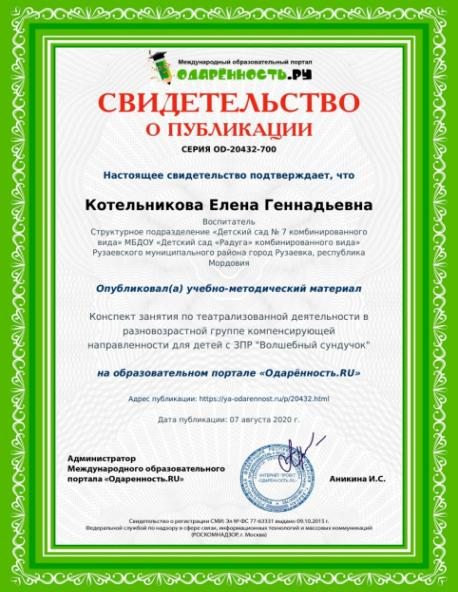 Международный образовательный портал
ОДАРЁННОСТЬ.РУ
СВИДЕТЕЛЬСТВО
О ПУБЛИКАЦИИ
СЕРИЯ OD-20432-700
Настоящее свидетельство подтверждает, что
Котельникова Елена Геннадьевна
Воспитатель
Структурное подразделение «Детский сад № 7 комбинированного
вида» МБДОУ «Детский сад «Радуга» комбинированного вида»
Рузаевского муниципального района город Рузаевка, республика
Мордовия
Опубликовал(а) учебно-методический материал
Конспект занятия по театрализованной деятельности в
разновозрастной группе компенсирующей
направленности для детей с ЗПР "Волшебный сундучок"
на образовательном портале «Одарённость.RU»
Адрес публикации: https://ya-odarennost.ru/p/20432.html
Дата публикации: 07 августа 2020 г.
Администратор
Международного образовательного
портала «Одаренность.RU»
ИНТЕРНЕТ-ПРОЕКТ
«ОДАРЕННОСТЬ.RU»
Аникина И.С.
Свидетельство о регистрации СМИ: Эл № ФС 77-63331 выдано 09.10.2015 г.
Федеральной службой по надзору в сфере связи, информационных технологий и массовых коммуникаций
(РОСКОМНАДЗОР, г. Москва)